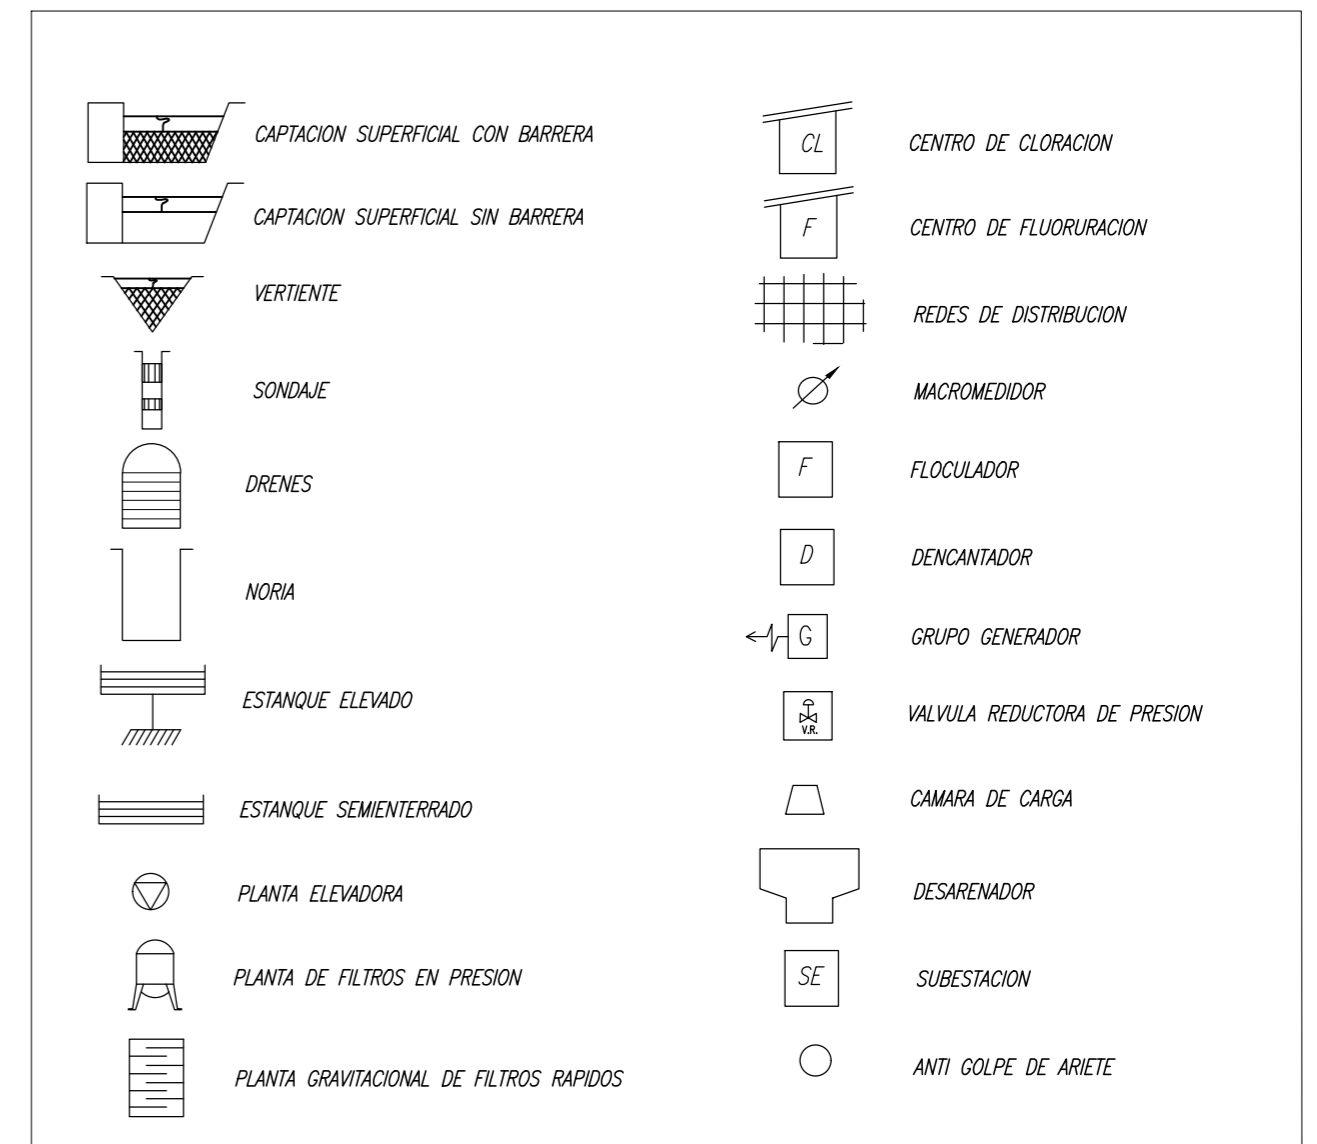 CAPTACION SUPERFICIAL CON BARRERA
CAPTACION SUPERFICIAL SIN BARRERA
VERTIENTE
SONDAJE
DRENES
NORIA
ESTANQUE ELEVADO
ESTANQUE SEMIENTERRADO
PLANTA ELEVADORA
PLANTA DE FILTROS EN PRESION
PLANTA GRAVITACIONAL DE FILTROS RAPIDOS
CL CENTRO DE CLORACION
F CENTRO DE FLUORURACION
REDES DE DISTRIBUCION
MACROMEDIDOR
F FLOCULADOR
D DENCANTADOR
G GRUPO GENERADOR
V.R. VALVULA REDUCTORA DE PRESION
CAMARA DE CARGA
DESARENADOR
SE SUBESTACION
ANTI GOLPE DE ARIETE